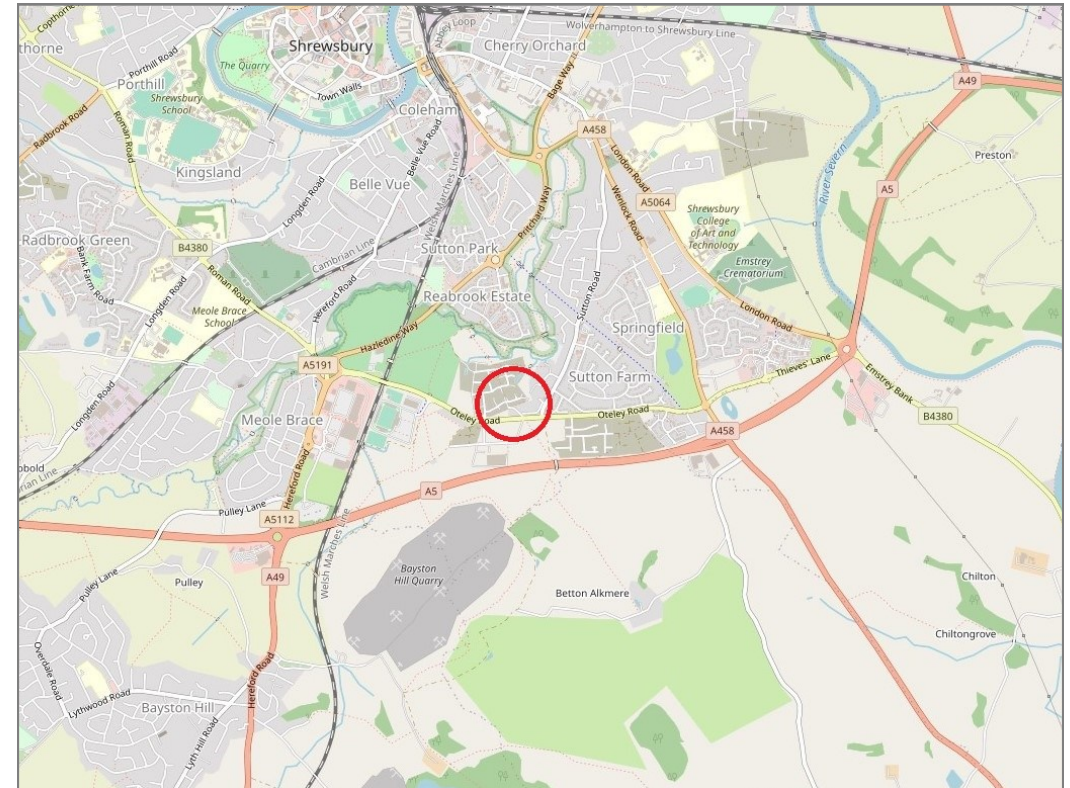 Copthorne
thorne
Porthill Road
Porthill
Shrewsbury
The Quarry
Town Walls
Abbey
Loop
Cherry Orchard
Wolverhampton to Shrewsbury Line
Bage Way
A49
Shrewsbury
School
Radbrook Road
Roman Road
Coleham
Kingsland
Belle Vue Road
Belle Vue
Longden Road
Welsh Marches Line
A458
London Road
Wenlock Road
A5064
Preston
River Severn
A5
Radbrook Green
Bank Farm Road
B4380
Roman Road
Cambrian Line
Sutton Park
Pritchard Way
Shrewsbury
College
of Art and
Technology
Emstrey
Crematorium
Longden Road
Meole Brace
School
Hereford Road
Reabrook Estate
Sutton Road
Springfield
London Road
Hazledine Way
A5191
Thieves' Lane
Sutton Farm
Emstrey Bank
B4380
Longden Road
Meole Brace
Oteley Road
Oteley Road
A458
obold
rian Line
Hereford Road
A5
Pulley Lane
A5112
Welsh Marches Line
Bayston
Hill Quarry
A49
Pulley
Pulley Lane
Betton Alkmere
Chilton
Chiltongrove
Overdale Road
Lythwood Road
Bayston Hill
Hereford Road
Lyth Hill Road